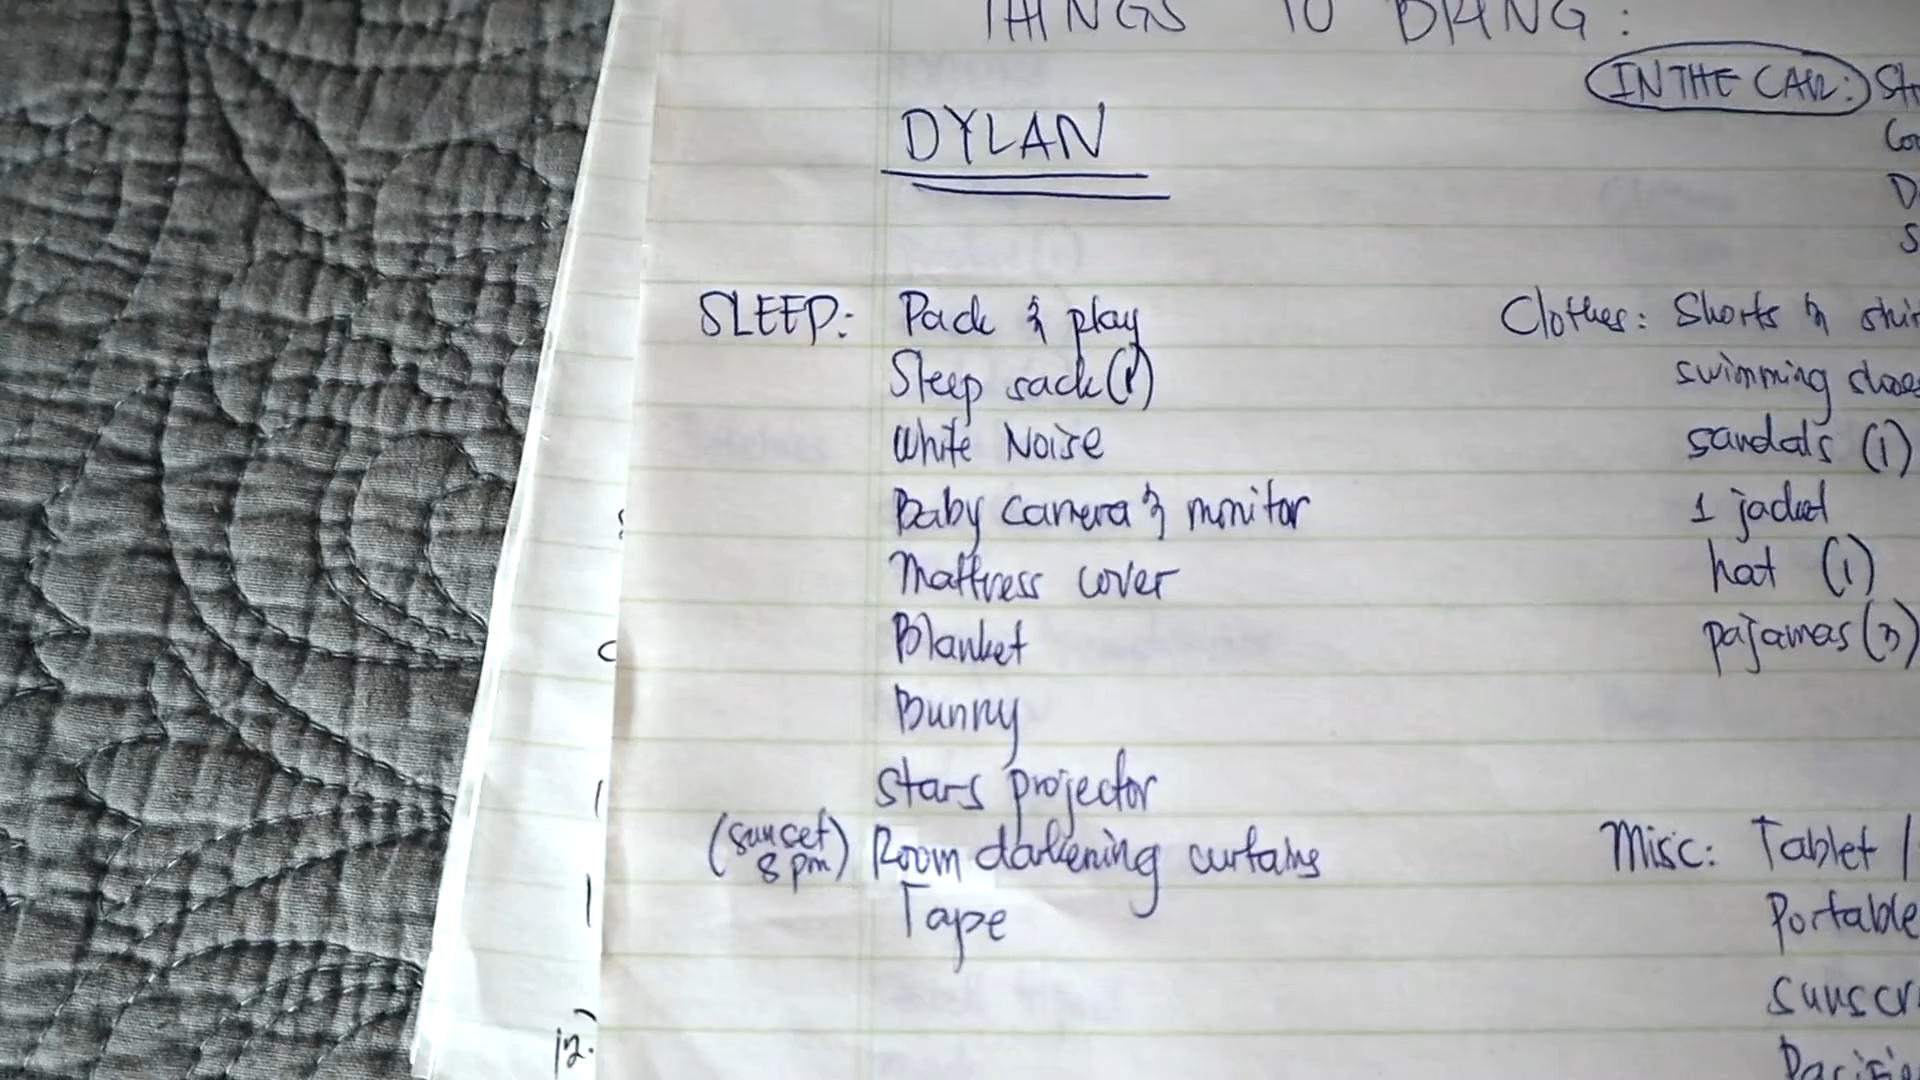 THINGS TO BRING:
IN THE CAR:
DYLAN
SLEEP: Pack & play
Sleep sack (1)
White Noise
Baby camera & monitor
Mattress cover
Blanket
Bunny
Stars projector
(sunset 8 pm) Room darkening curtains
Tape
Clothes: Shorts &
swimming
sandals (1)
1 jacket
hat (1)
pajamas (3)
Misc: Tablet /
Portable
12.